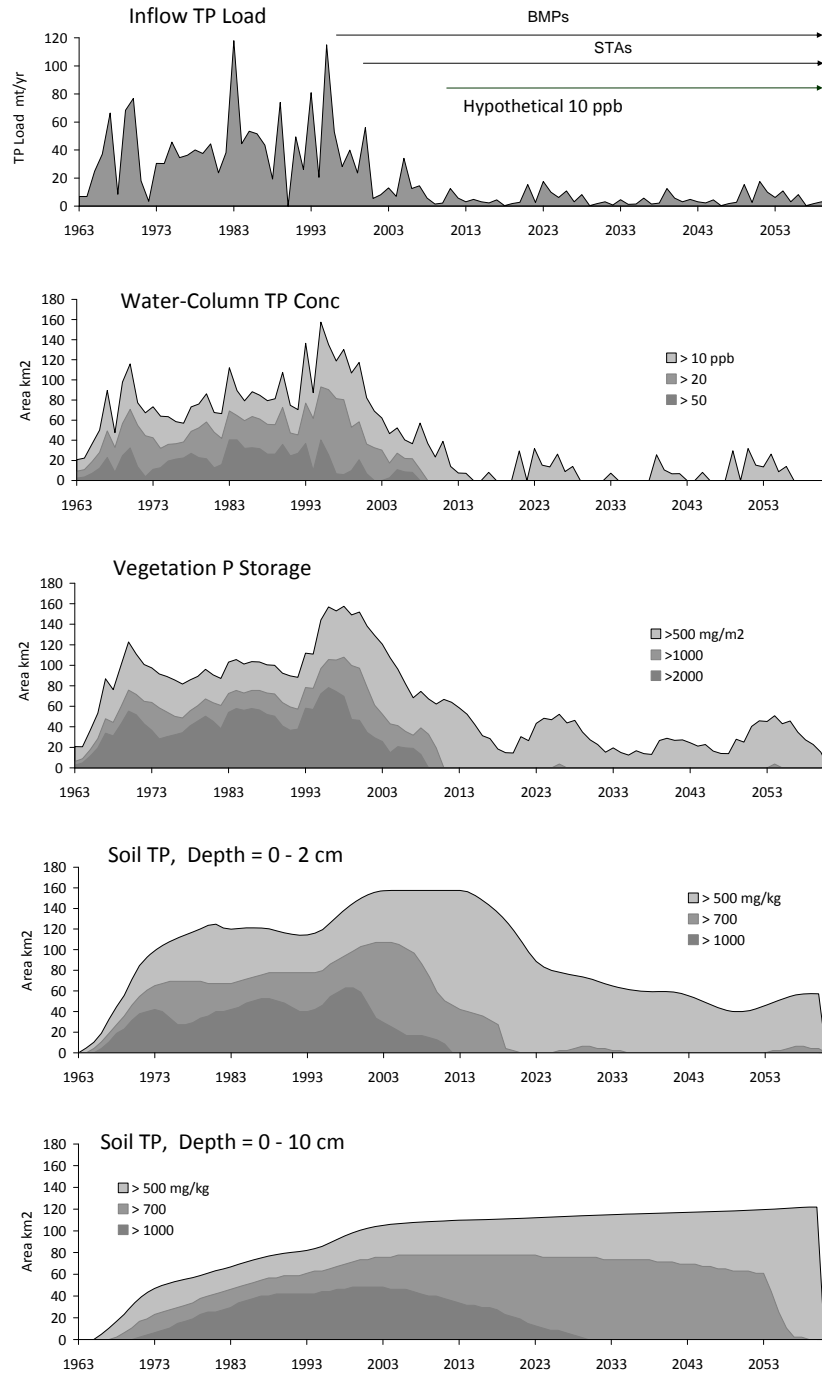 Inflow TP Load
BMPs
STAs
Hypothetical 10 ppb
TP Load mt/yr
120
100
80
60
40
20
0
1963 1973 1983 1993 2003 2013 2023 2033 2043 2053
Water-Column TP Conc
Area km2
180
160
140
120
100
80
60
40
20
0
> 10 ppb
> 20
> 50
1963 1973 1983 1993 2003 2013 2023 2033 2043 2053
Vegetation P Storage
Area km2
180
160
140
120
100
80
60
40
20
0
>500 mg/m2
>1000
>2000
1963 1973 1983 1993 2003 2013 2023 2033 2043 2053
Soil TP, Depth = 0 - 2 cm
Area km2
180
160
140
120
100
80
60
40
20
0
> 500 mg/kg
> 700
> 1000
1963 1973 1983 1993 2003 2013 2023 2033 2043 2053
Soil TP, Depth = 0 - 10 cm
Area km2
180
160
140
120
100
80
60
40
20
0
> 500 mg/kg
> 700
> 1000
1963 1973 1983 1993 2003 2013 2023 2033 2043 2053